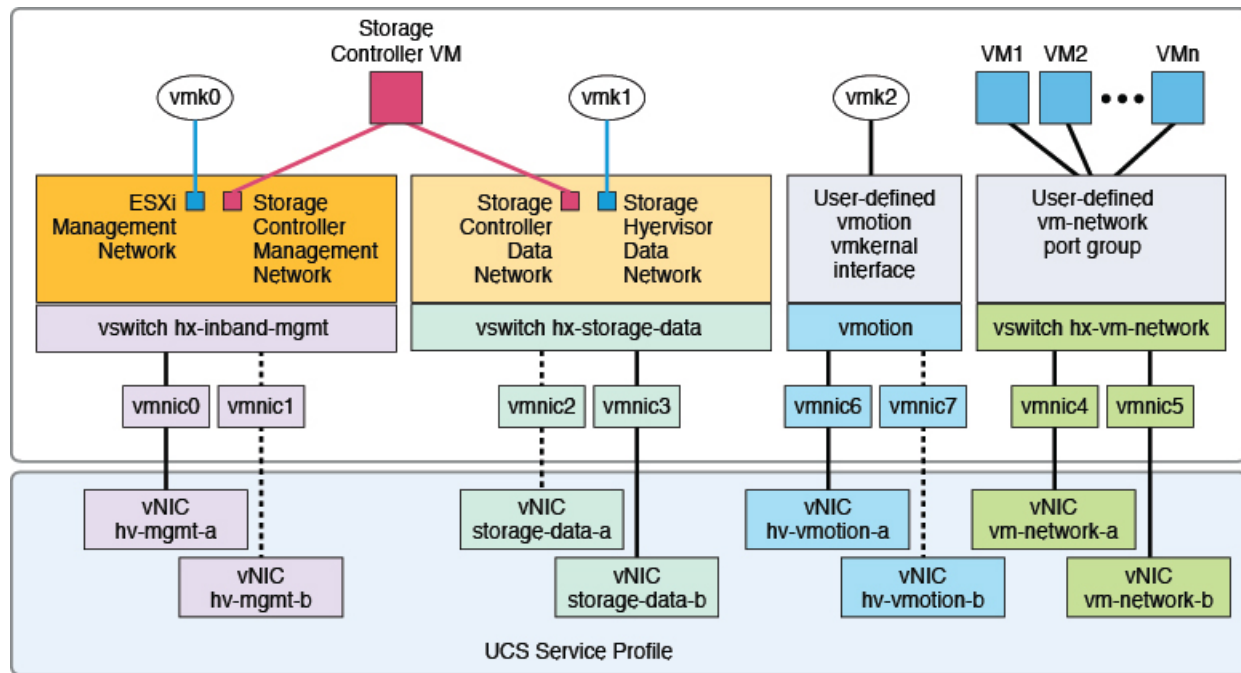 Storage
Controller VM
VM1
VM2
VMn
vmk0
vmk1
vmk2
ESXi
Management
Network
Storage
Controller
Management
Network
Storage
Controller
Data
Network
Storage
Hyervisor
Data
Network
User-defined
vmotion
vmkernal
interface
User-defined
vm-network
port group
vswitch hx-inband-mgmt
vswitch hx-storage-data
vmotion
vswitch hx-vm-network
vmnic0
vmnic1
vmnic2
vmnic3
vmnic6
vmnic7
vmnic4
vmnic5
vNIC
hv-mgmt-a
vNIC
storage-data-a
vNIC
hv-vmotion-a
vNIC
vm-network-a
vNIC
hv-mgmt-b
vNIC
storage-data-b
vNIC
hv-vmotion-b
vNIC
vm-network-b
UCS Service Profile